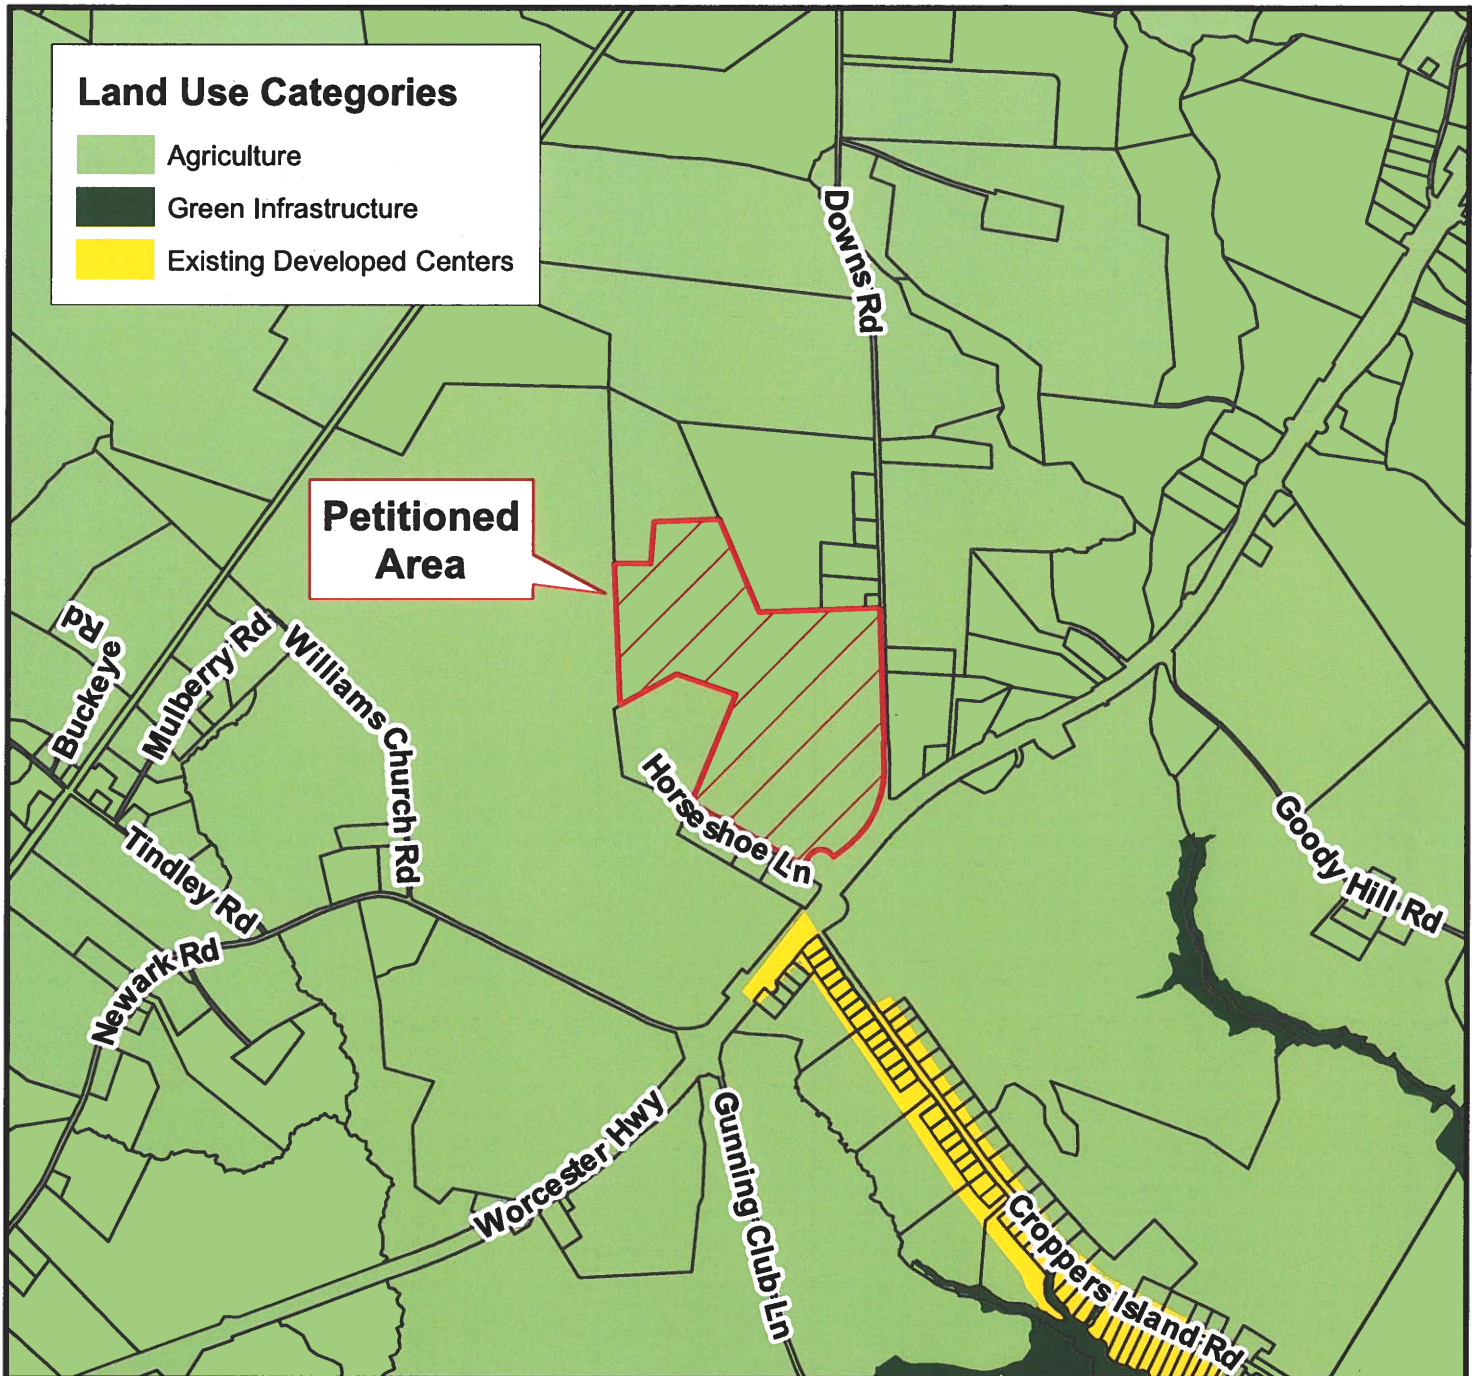 Land Use Categories
Agriculture
Green Infrastructure
Existing Developed Centers
Downs Rd
Petitioned
Area
Buckeye Rd
Mulberry Rd
Williams Church Rd
Horseshoe Ln
Tindley Rd
Goody Hill Rd
Newark Rd
Worcester Hwy
Gunning Club Ln
Croppers Island Rd